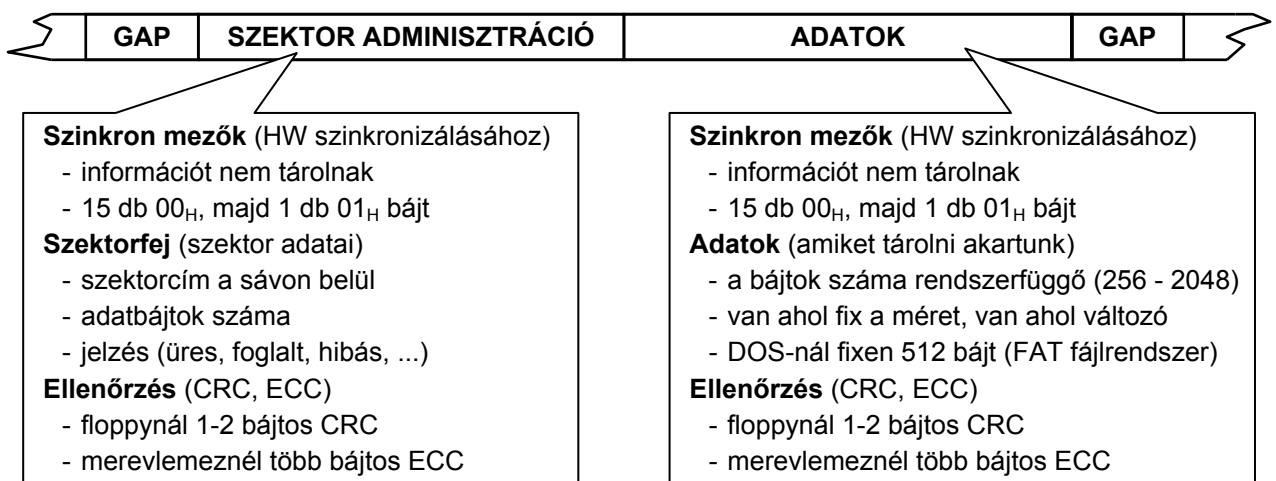 GAP SZEKTOR ADMINISZTRÁCIÓ ADATOK GAP
Szinkron mezők (HW szinkronizálásához)
- információt nem tárolnak
- 15 db 00H, majd 1 db 01H bájt
Szektorfej (szektor adatai)
- szektorcím a sávon belül
- adatbájtok száma
- jelzés (üres, foglalt, hibás, ...)
Ellenőrzés (CRC, ECC)
- floppynál 1-2 bájtos CRC
- merevlemeznél több bájtos ECC
Szinkron mezők (HW szinkronizálásához)
- információt nem tárolnak
- 15 db 00H, majd 1 db 01H bájt
Adatok (amiket tárolni akartunk)
- a bájtok száma rendszerfüggő (256 - 2048)
- van ahol fix a méret, van ahol változó
- DOS-nál fixen 512 bájt (FAT fájlrendszer)
Ellenőrzés (CRC, ECC)
- floppynál 1-2 bájtos CRC
- merevlemeznél több bájtos ECC